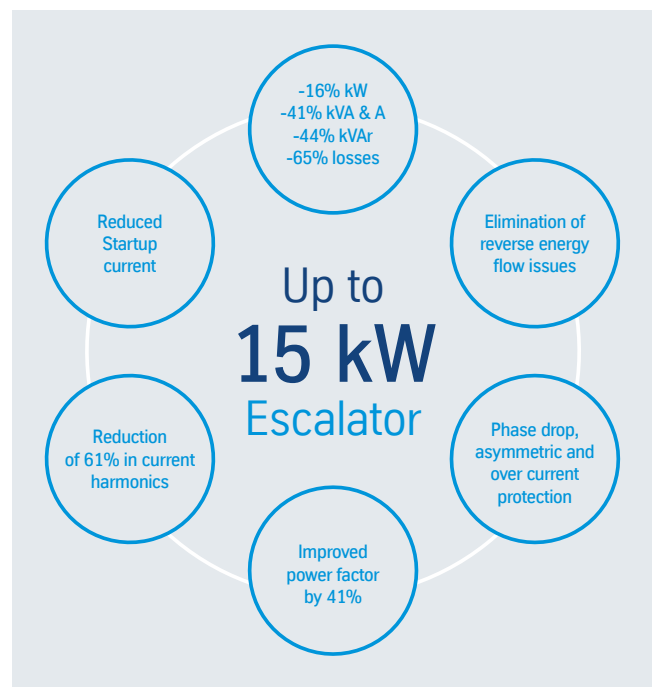 -16% kW
-41% kVA & A
-44% kVAr
-65% losses
Reduced
Startup
current
Elimination of
reverse energy
flow issues
Up to
15 kW
Escalator
Reduction
of 61% in current
harmonics
Phase drop,
asymmetric and
over current
protection
Improved
power factor
by 41%